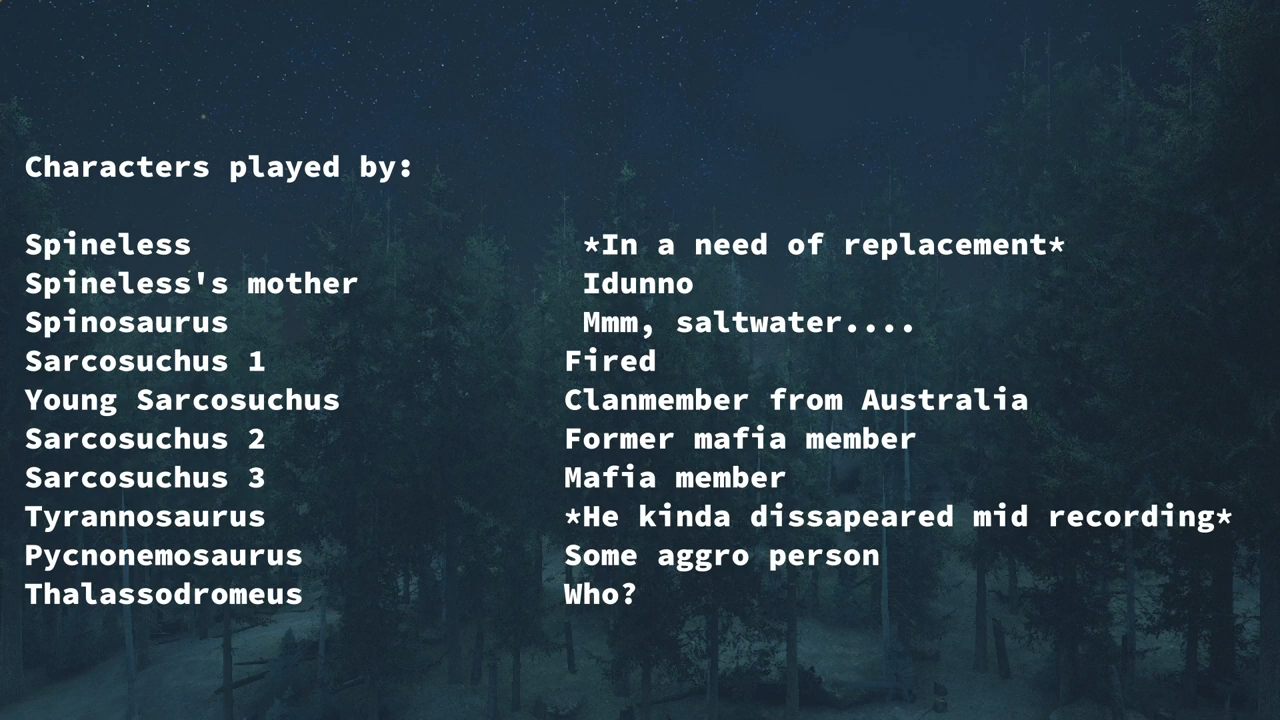 Characters played by:
Spineless *In a need of replacement*
Spineless's mother Idunno
Spinosaurus Mmm, saltwater....
Sarcosuchus 1 Fired
Young Sarcosuchus Clanmember from Australia
Sarcosuchus 2 Former mafia member
Sarcosuchus 3 Mafia member
Tyrannosaurus *He kinda dissapeared mid recording*
Pycnonemosaurus Some aggro person
Thalassodromeus Who?